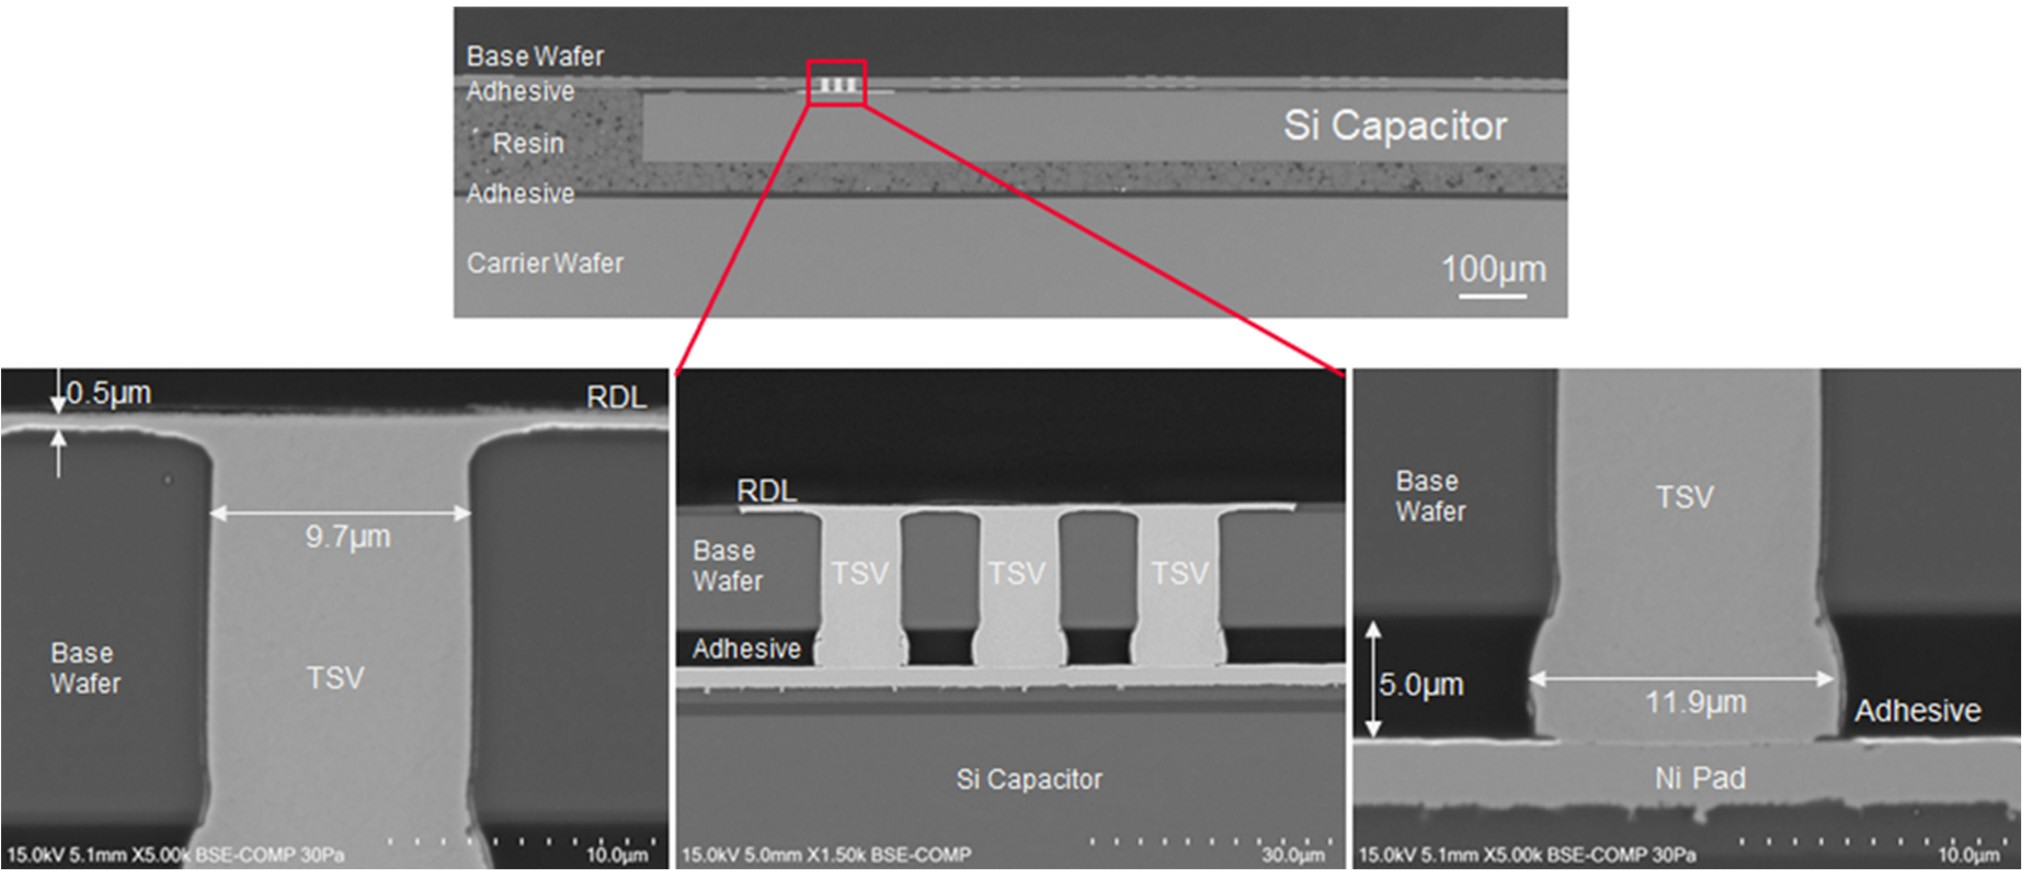 Base Wafer
Adhesive
Resin
Si Capacitor
Adhesive
Carrier Wafer
100μm
0.5μm
RDL
9.7μm
Base
Wafer
TSV
15.0kV 5.1mm X5.00k BSE-COMP 30Pa
10.0μm
RDL
Base
Wafer
TSV
TSV
TSV
Adhesive
Si Capacitor
15.0kV 5.0mm X1.50k BSE-COMP
30.0μm
Base
Wafer
TSV
5.0μm
11.9μm
Adhesive
Ni Pad
15.0kV 5.1mm X5.00k BSE-COMP 30Pa
10.0μm